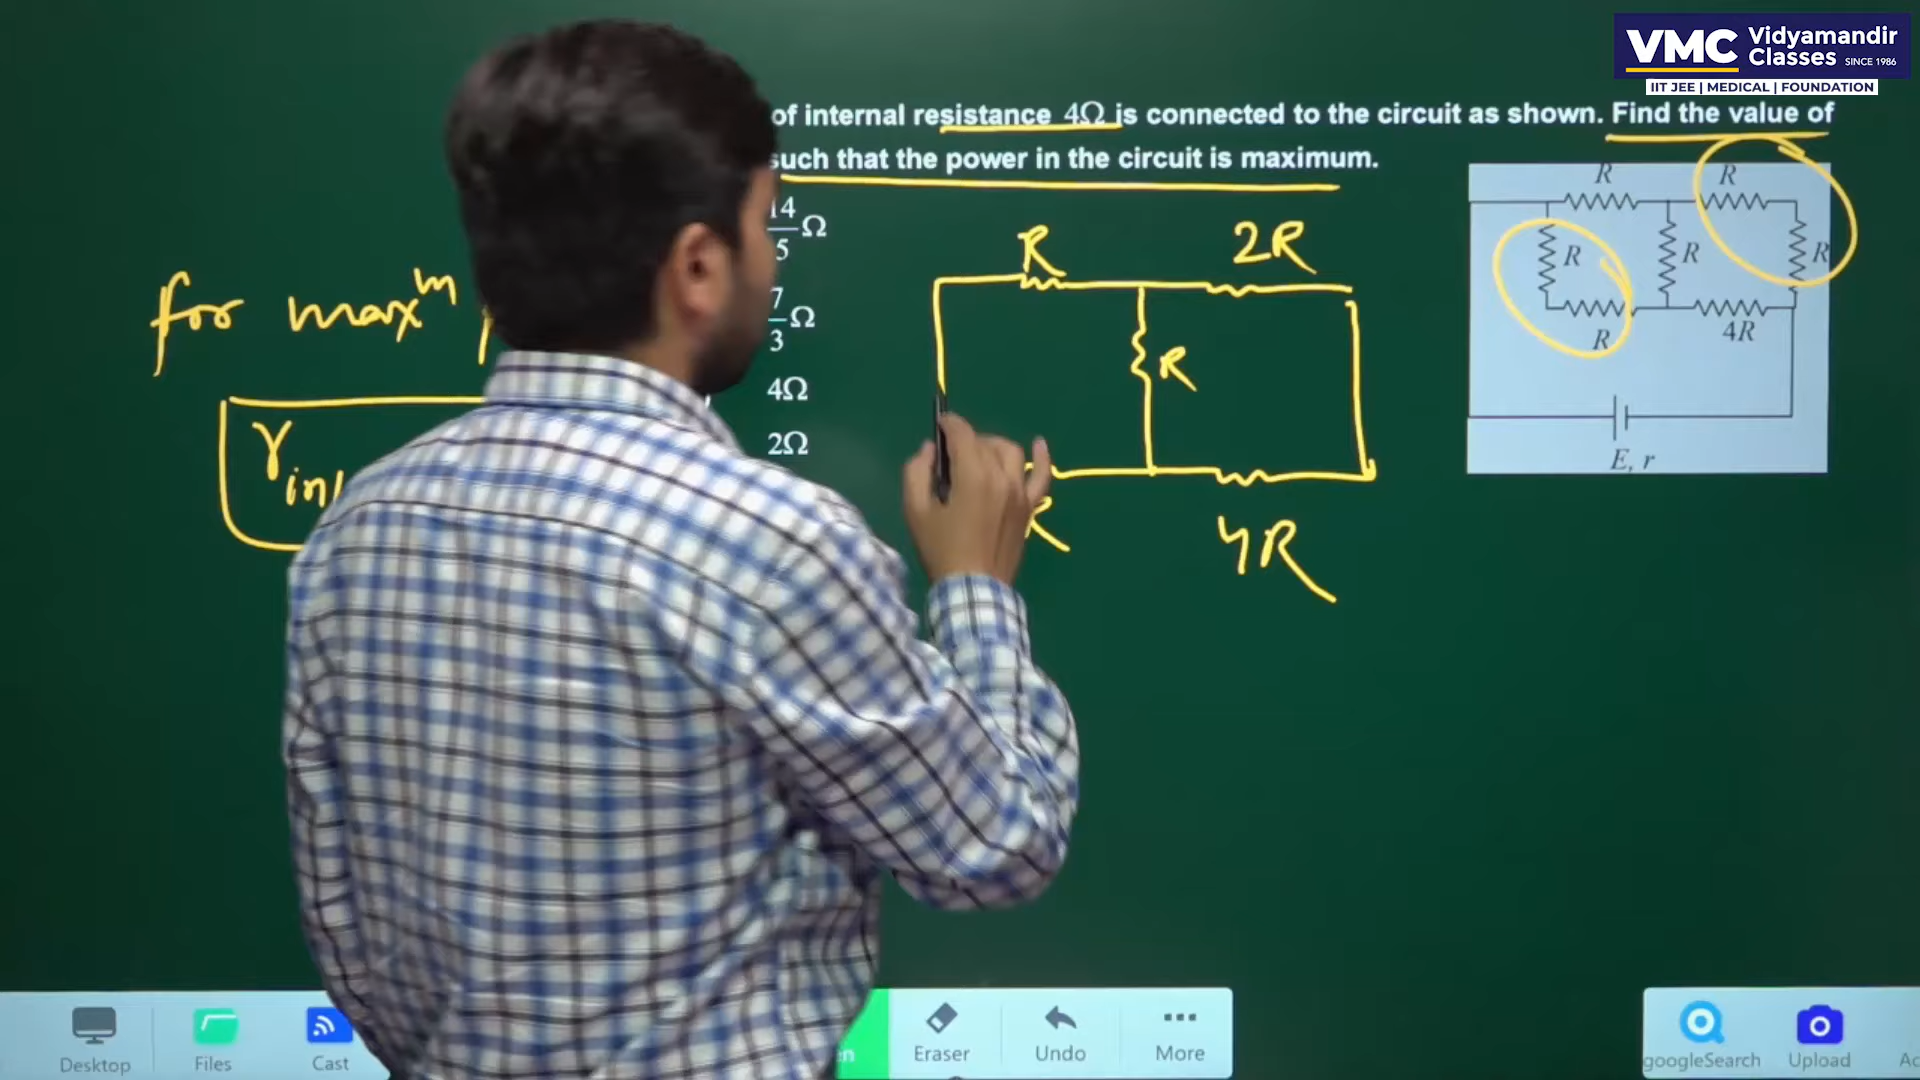 VMC Vidyamandir
Classes SINCE 1986
IIT JEE | MEDICAL | FOUNDATION
of internal resistance 4Ω is connected to the circuit as shown. Find the value of
such that the power in the circuit is maximum.
14/5 Ω
7/3 Ω
4Ω
2Ω
for maxᵐ
r
R
2R
R
R
4R
R
R
R
R
R
R
4R
E, r
Desktop
Files
Cast
en
Eraser
Undo
More
googleSearch
Upload